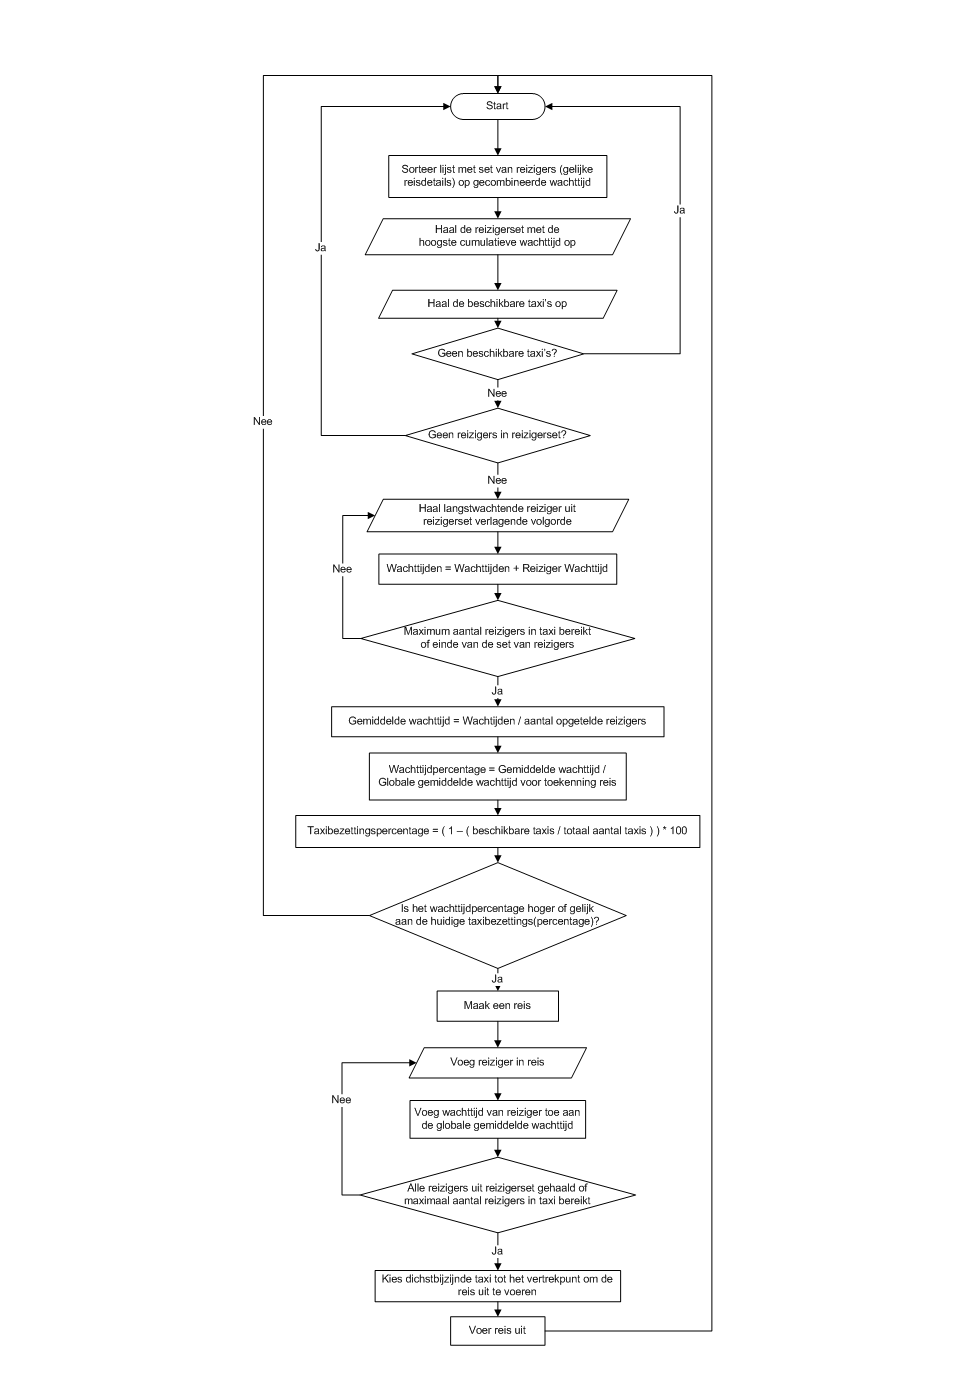 Start
Sorteer lijst met set van reizigers (gelijke
reisdetails) op gecombineerde wachttijd
Ja
Haal de reizigerset met de
hoogste cumulatieve wachttijd op
Ja
Haal de beschikbare taxi's op
Geen beschikbare taxi's?
Nee
Nee
Geen reizigers in reizigerset?
Nee
Haal langstwachtende reiziger uit
reizigerset verlagende volgorde
Nee
Wachttijden = Wachttijden + Reiziger Wachttijd
Maximum aantal reizigers in taxi bereikt
of einde van de set van reizigers
Ja
Gemiddelde wachttijd = Wachtijden / aantal opgetelde reizigers
Wachttijdpercentage = Gemiddelde wachttijd /
Globale gemiddelde wachttijd voor toekenning reis
Taxibezettingspercentage = ( 1 – ( beschikbare taxis / totaal aantal taxis ) ) * 100
Is het wachttijdpercentage hoger of gelijk
aan de huidige taxibezettings(percentage)?
Ja
Maak een reis
Voeg reiziger in reis
Nee
Voeg wachttijd van reiziger toe aan
de globale gemiddelde wachttijd
Alle reizigers uit reizigerset gehaald of
maximaal aantal reizigers in taxi bereikt
Ja
Kies dichstbijzijnde taxi tot het vertrekpunt om de
reis uit te voeren
Voer reis uit